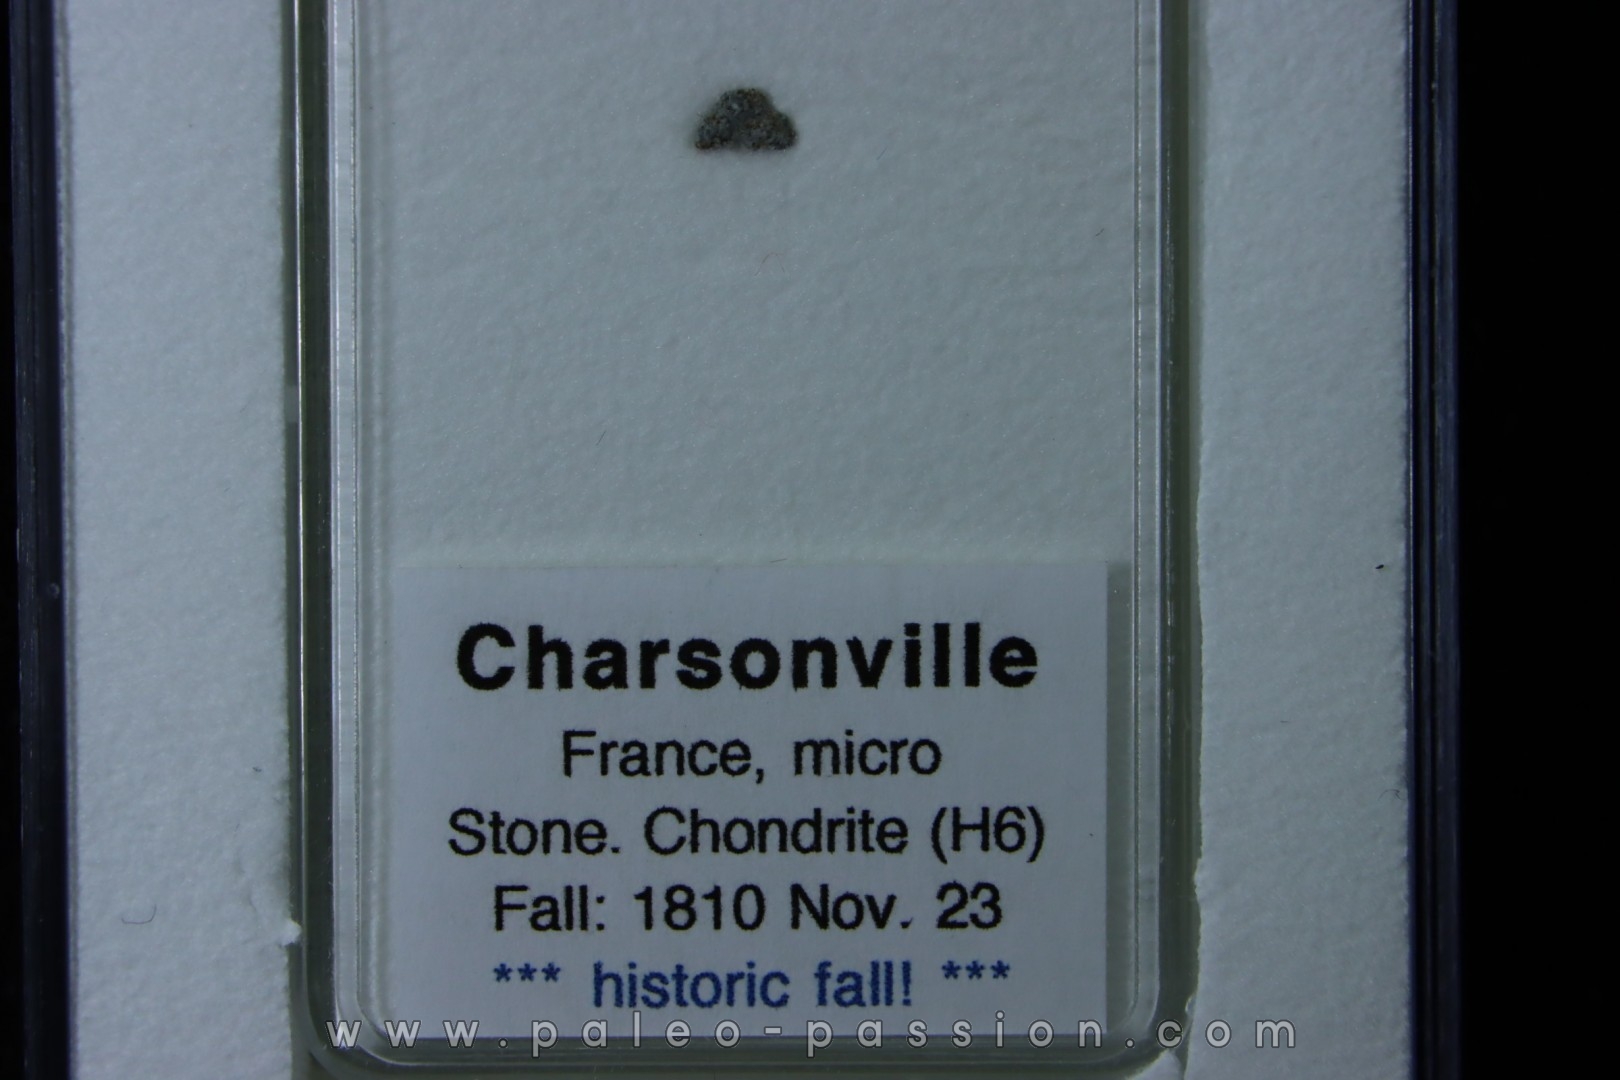 Charsonville
France, micro
Stone. Chondrite (H6)
Fall: 1810 Nov. 23
*** historic fall! ***
www.paleo-passion.com